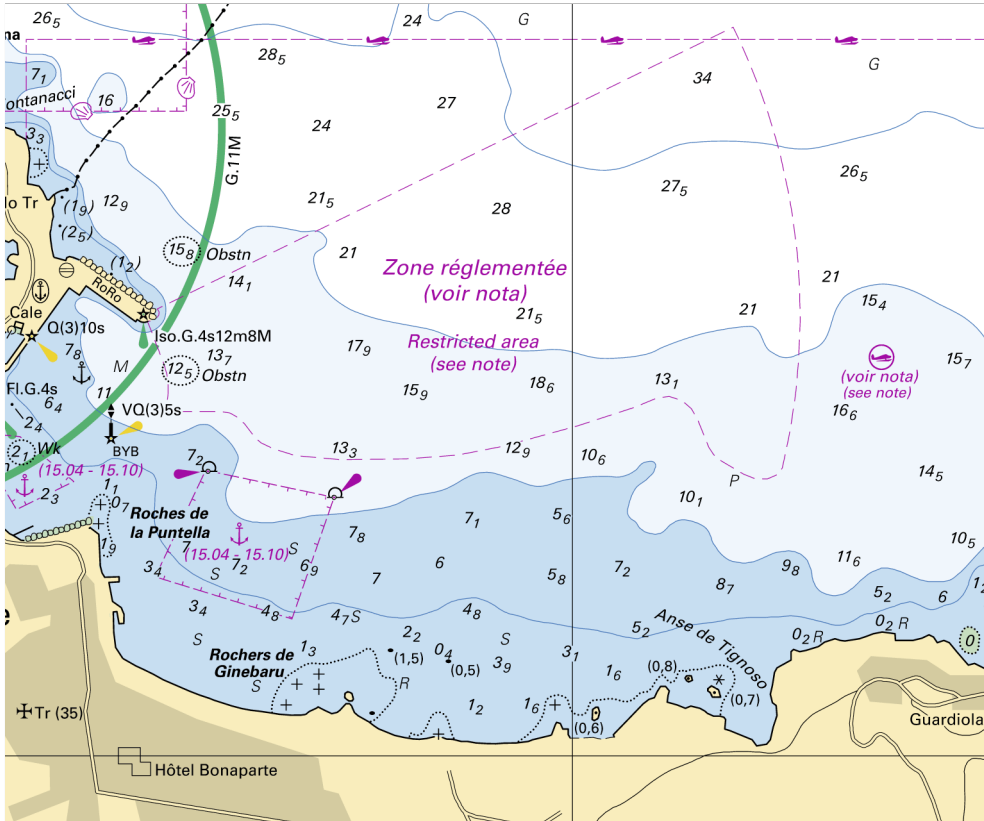 26₅
24
G
ma
28₅
G
7₁
34
ontanacci
16
27
25₅
24
G.11M
3₃
26₅
27₅
lo Tr
(1₉)
12₉
21₅
28
(2₅)
15₈ Obstn
21
(1₂)
Zone réglementée
(voir nota)
RoRo
14₁
21
15₄
Cale
21₅
21
Q(3)10s
Iso.G.4s12m8M
Restricted area
(see note)
7₈
M
13₇
17₉
12₅ Obstn
15₇
(voir nota)
(see note)
Fl.G.4s
6₄
11
15₉
18₆
13₁
16₆
VQ(3)5s
2₄
BYB
2₁ Wk
(15.04 - 15.10)
7₂
13₃
12₉
10₆
14₅
P
2₃
1₁
0₇
10₁
Roches de
la Puntella
1₉
7
7₈
7₁
5₆
10₅
(15.04 - 15.10)
S
3₄
S
7₂
6₉
7
6
5₈
7₂
8₇
9₈
11₆
1₂
3₄
4₈
4₇
S
4₈
5₂
6
S
2₂
S
5₂
Anse de Tignoso
0₂ R
0₂ R
0
Rochers de
Ginebaru
1₃
(1,5)
0₄
(0,5)
3₉
3₁
1₆
(0,8)
S
R
(0,7)
1₂
1₆
(0,6)
Guardiola
e
Tr (35)
Hôtel Bonaparte